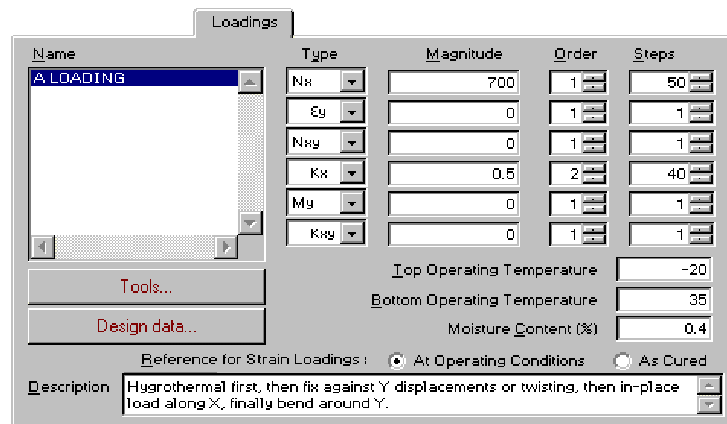 Loadings
Name Type Magnitude Order Steps
A LOADING Nx 700 1 50
εy 0 1 1
Nxy 0 1 1
Kx 0.5 2 40
My 0 1 1
Kxy 0 1 1
Top Operating Temperature -20
Tools...
Bottom Operating Temperature 35
Design data...
Moisture Content (%) 0.4
Reference for Strain Loadings : At Operating Conditions As Cured
Description Hygrothermal first, then fix against Y displacements or twisting, then in-place
load along X, finally bend around Y.